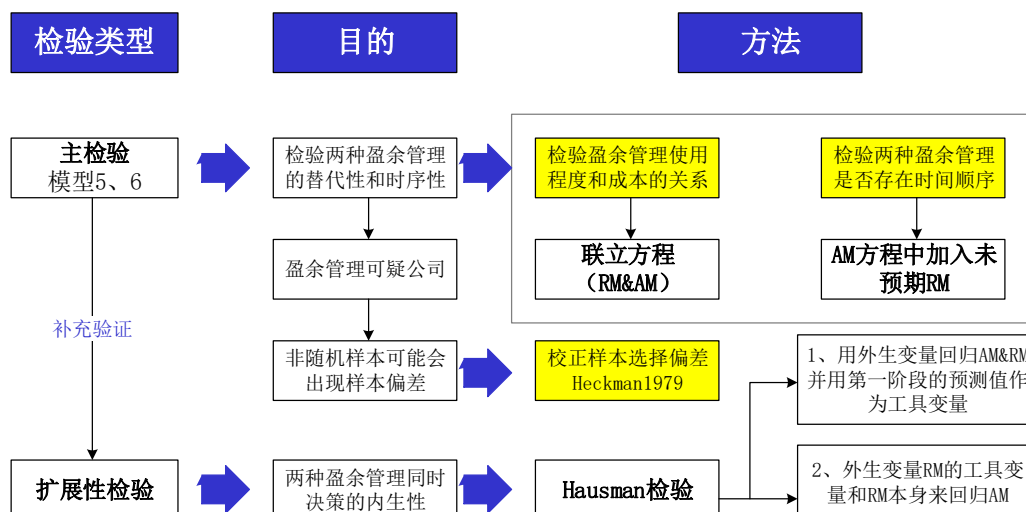 检验类型
目的
方法
主检验
模型5、6
检验两种盈余管理
的替代性和时序性
检验盈余管理使用
程度和成本的关系
检验两种盈余管理
是否存在时间顺序
盈余管理可疑公司
联立方程
（RM&AM）
AM方程中加入未
预期RM
补充验证
非随机样本可能会
出现样本偏差
校正样本选择偏差
Heckman1979
1、用外生变量回归AM&RM
并用第一阶段的预测值作
为工具变量
扩展性检验
两种盈余管理同时
决策的内生性
Hausman检验
2、外生变量RM的工具变
量和RM本身来回归AM